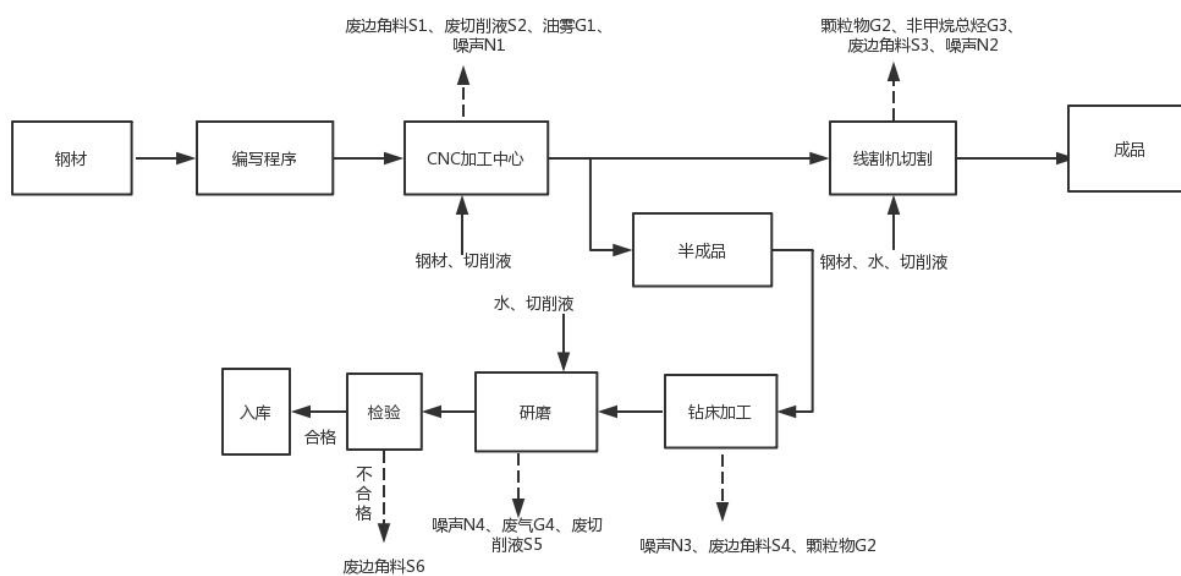 废边角料S1、废切削液S2、油雾G1、
噪声N1
颗粒物G2、非甲烷总烃G3、
废边角料S3、噪声N2
钢材
编写程序
CNC加工中心
线割机切割
成品
钢材、切削液
半成品
钢材、水、切削液
水、切削液
入库
合格
检验
研磨
钻床加工
不
合
格
噪声N4、废气G4、废切
削液S5
噪声N3、废边角料S4、颗粒物G2
废边角料S6